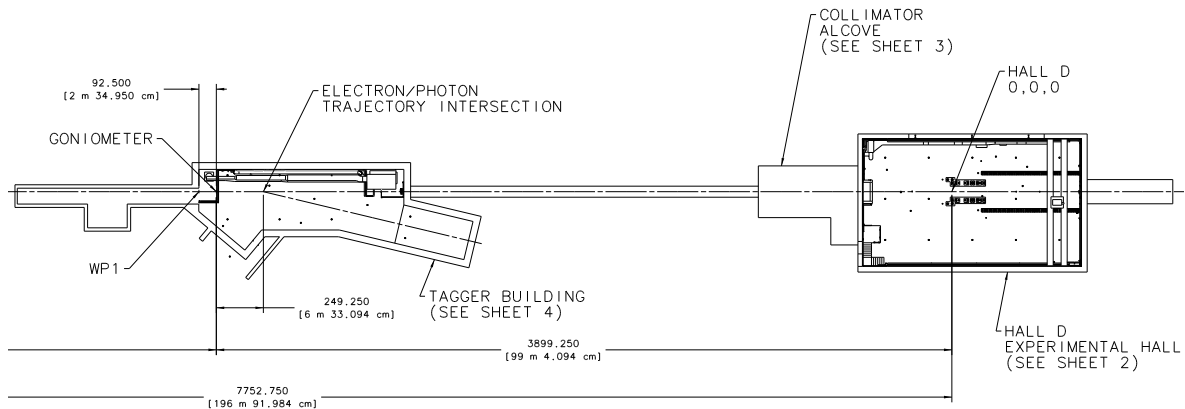 COLLIMATOR
ALCOVE
(SEE SHEET 3)
HALL D
0,0,0
92.500
[2 m 34.950 cm]
ELECTRON/PHOTON
TRAJECTORY INTERSECTION
GONIOMETER
WP1
249.250
[6 m 33.094 cm]
TAGGER BUILDING
(SEE SHEET 4)
HALL D
EXPERIMENTAL HALL
(SEE SHEET 2)
3899.250
[99 m 4.094 cm]
7752.750
[196 m 91.984 cm]